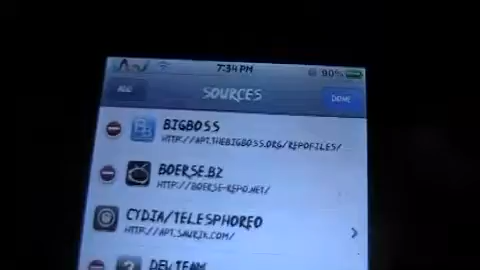 7:34 PM
90%
ADD
SOURCES
DONE
BIGBOSS
HTTP://APT.THEBIGBOSS.ORG/REPOFILES/
BOERSE.BZ
HTTP://BOERSE-REPO.NET/
CYDIA/TELESPHOREO
HTTP://APT.SAURIK.COM/
DEV TEAM